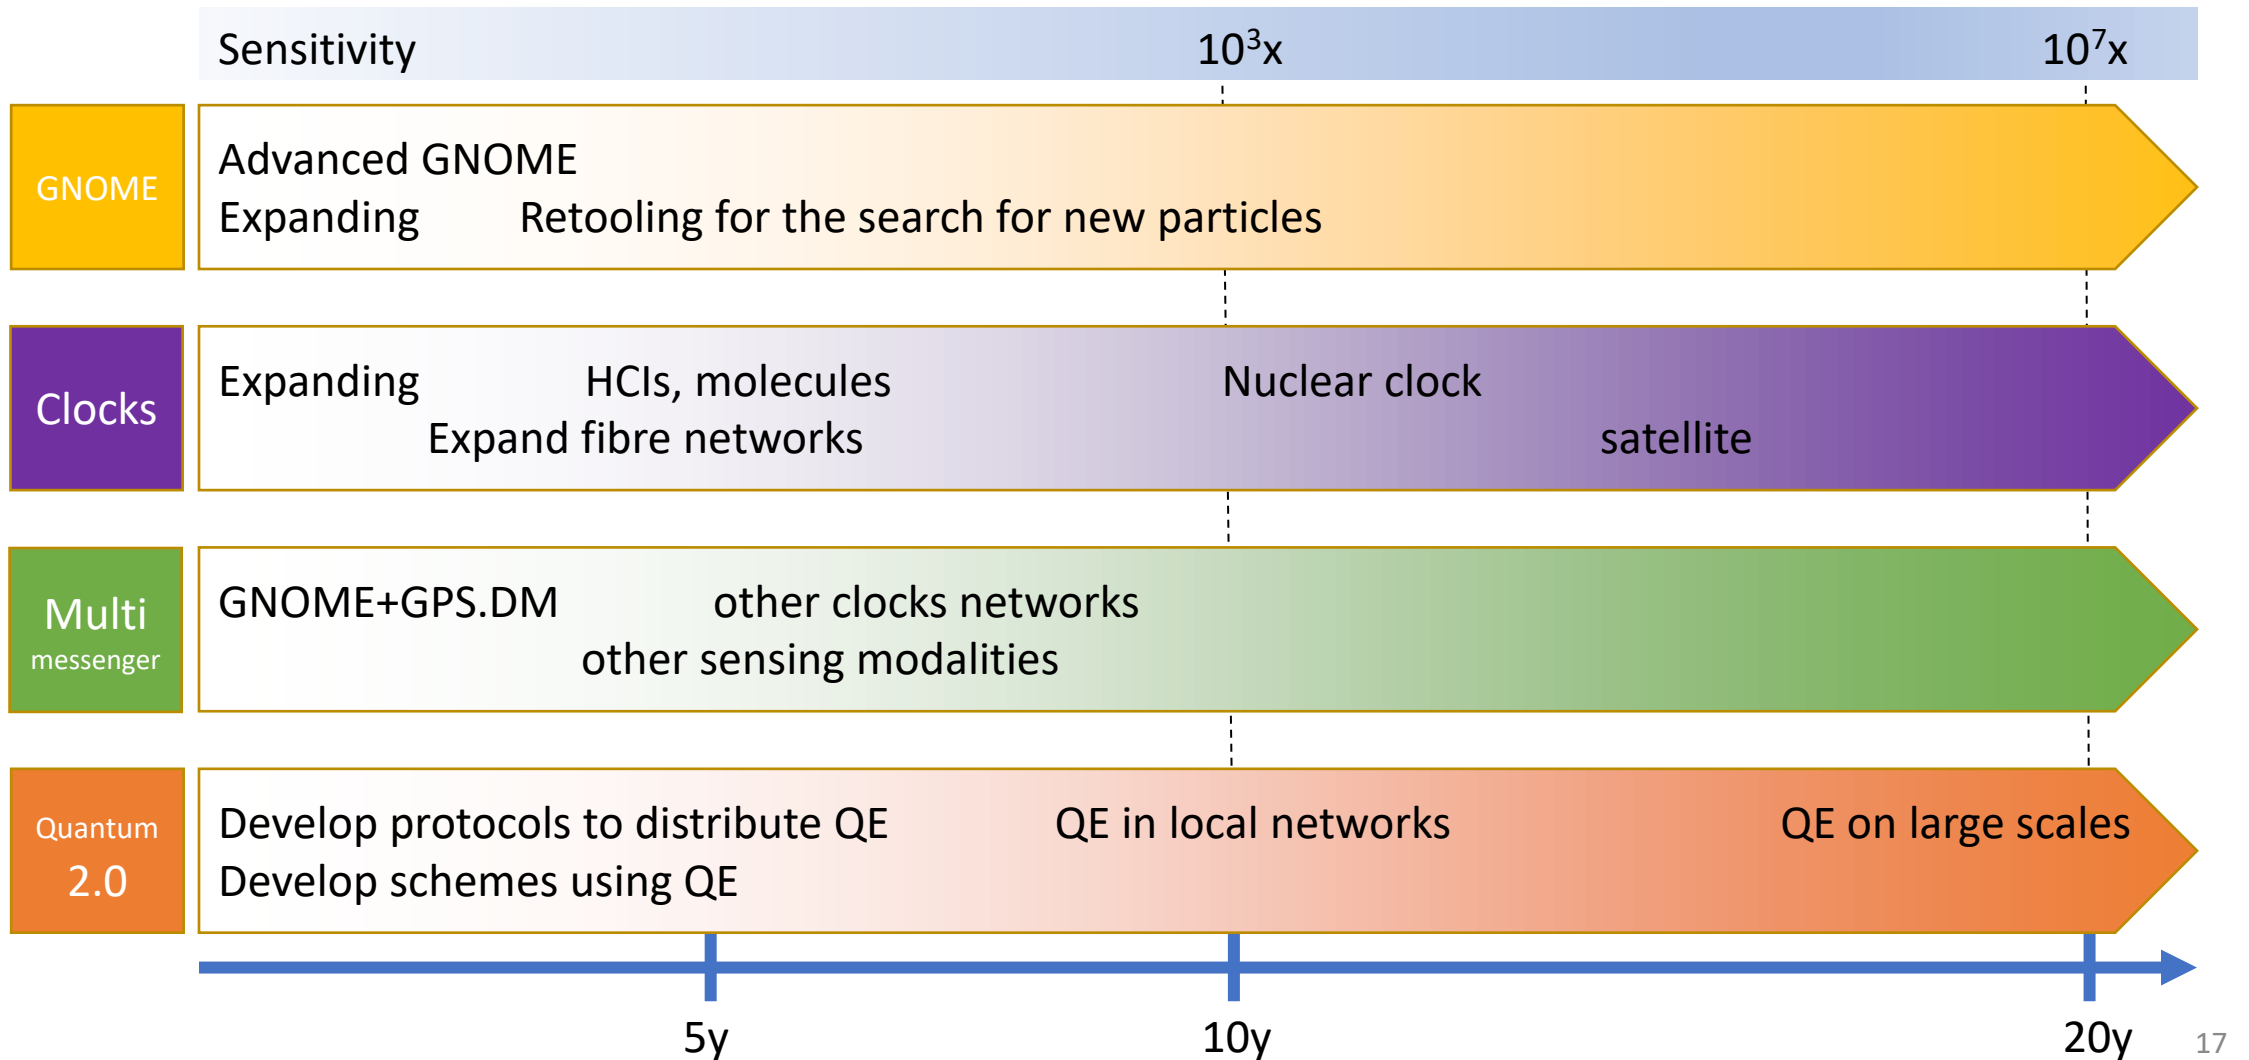 Sensitivity 10³x 10⁷x
GNOME
Advanced GNOME
Expanding Retooling for the search for new particles
Clocks
Expanding HCIs, molecules Nuclear clock
Expand fibre networks satellite
Multi
messenger
GNOME+GPS.DM other clocks networks
other sensing modalities
Quantum
2.0
Develop protocols to distribute QE QE in local networks QE on large scales
Develop schemes using QE
5y 10y 20y
17